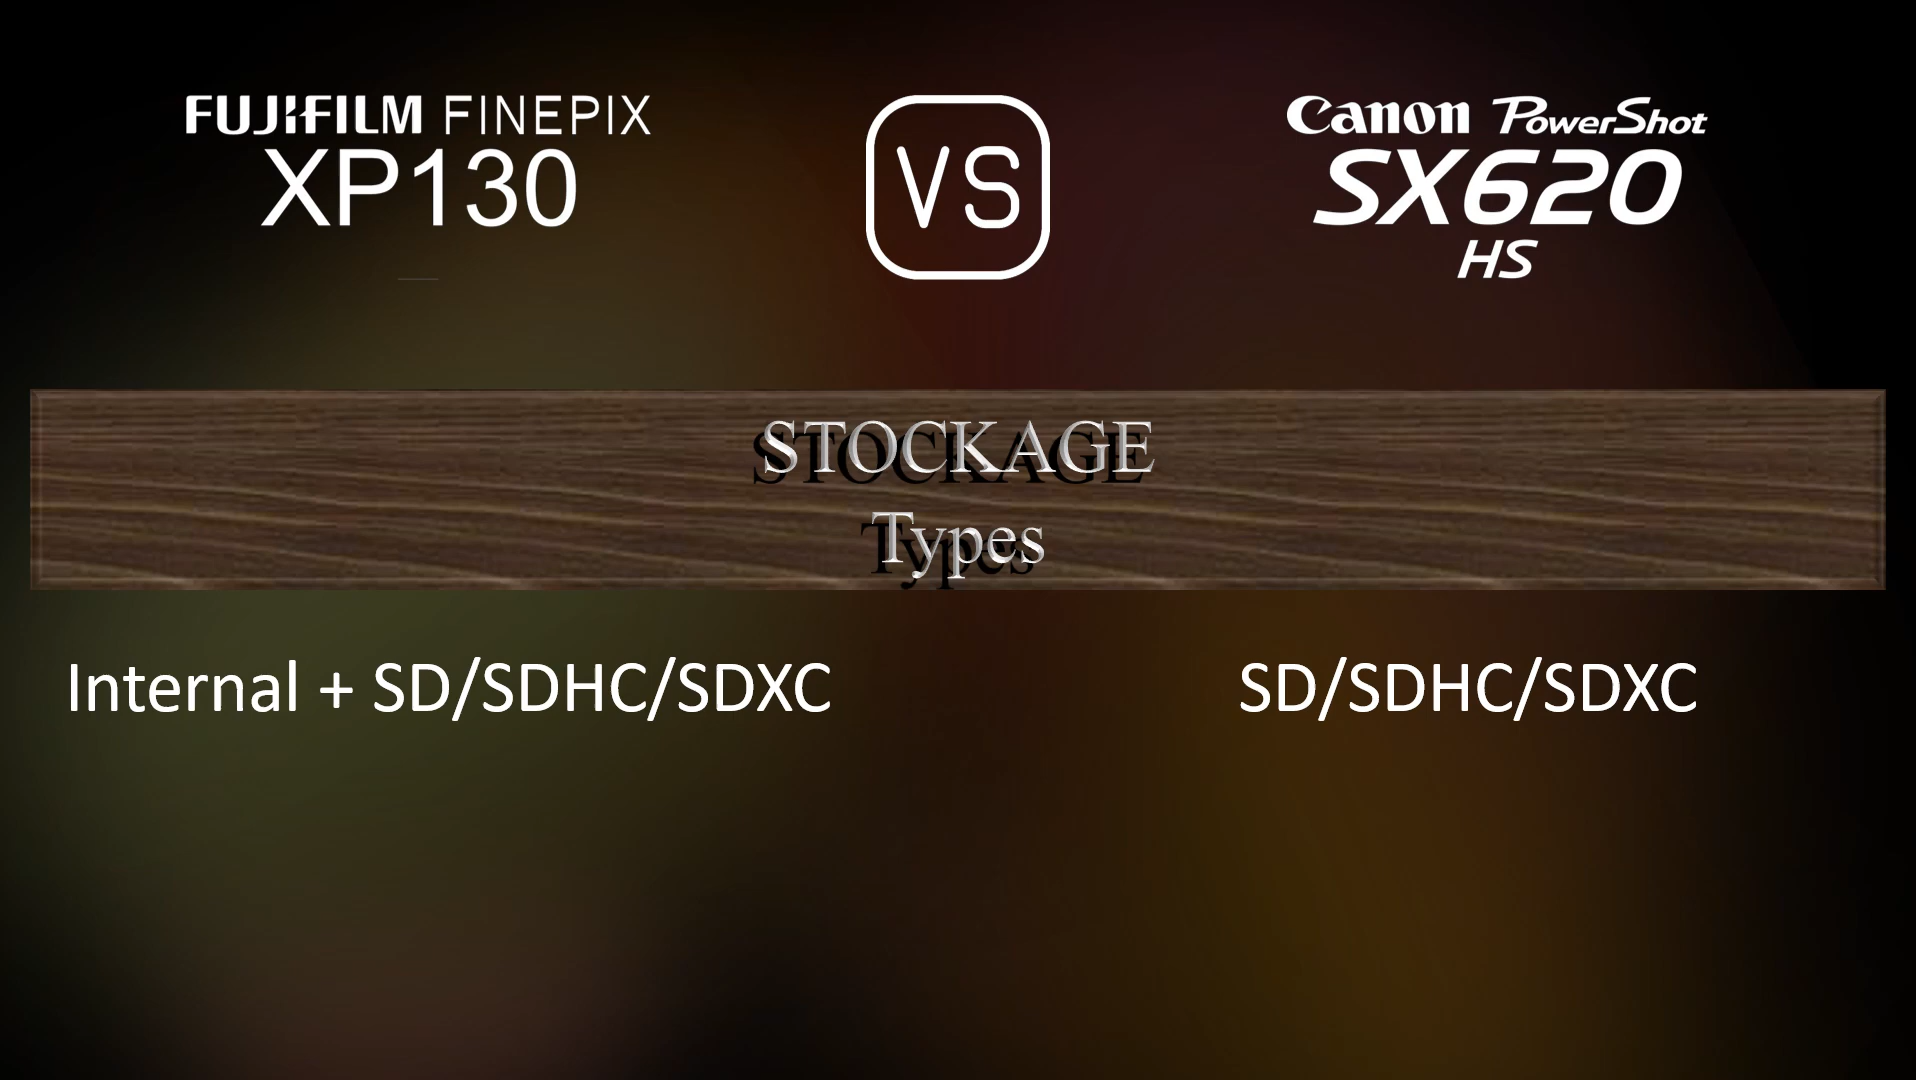 FUJIFILM FINEPIX
XP130
VS
Canon PowerShot
SX620
HS
STOCKAGE
Types
Internal + SD/SDHC/SDXC
SD/SDHC/SDXC